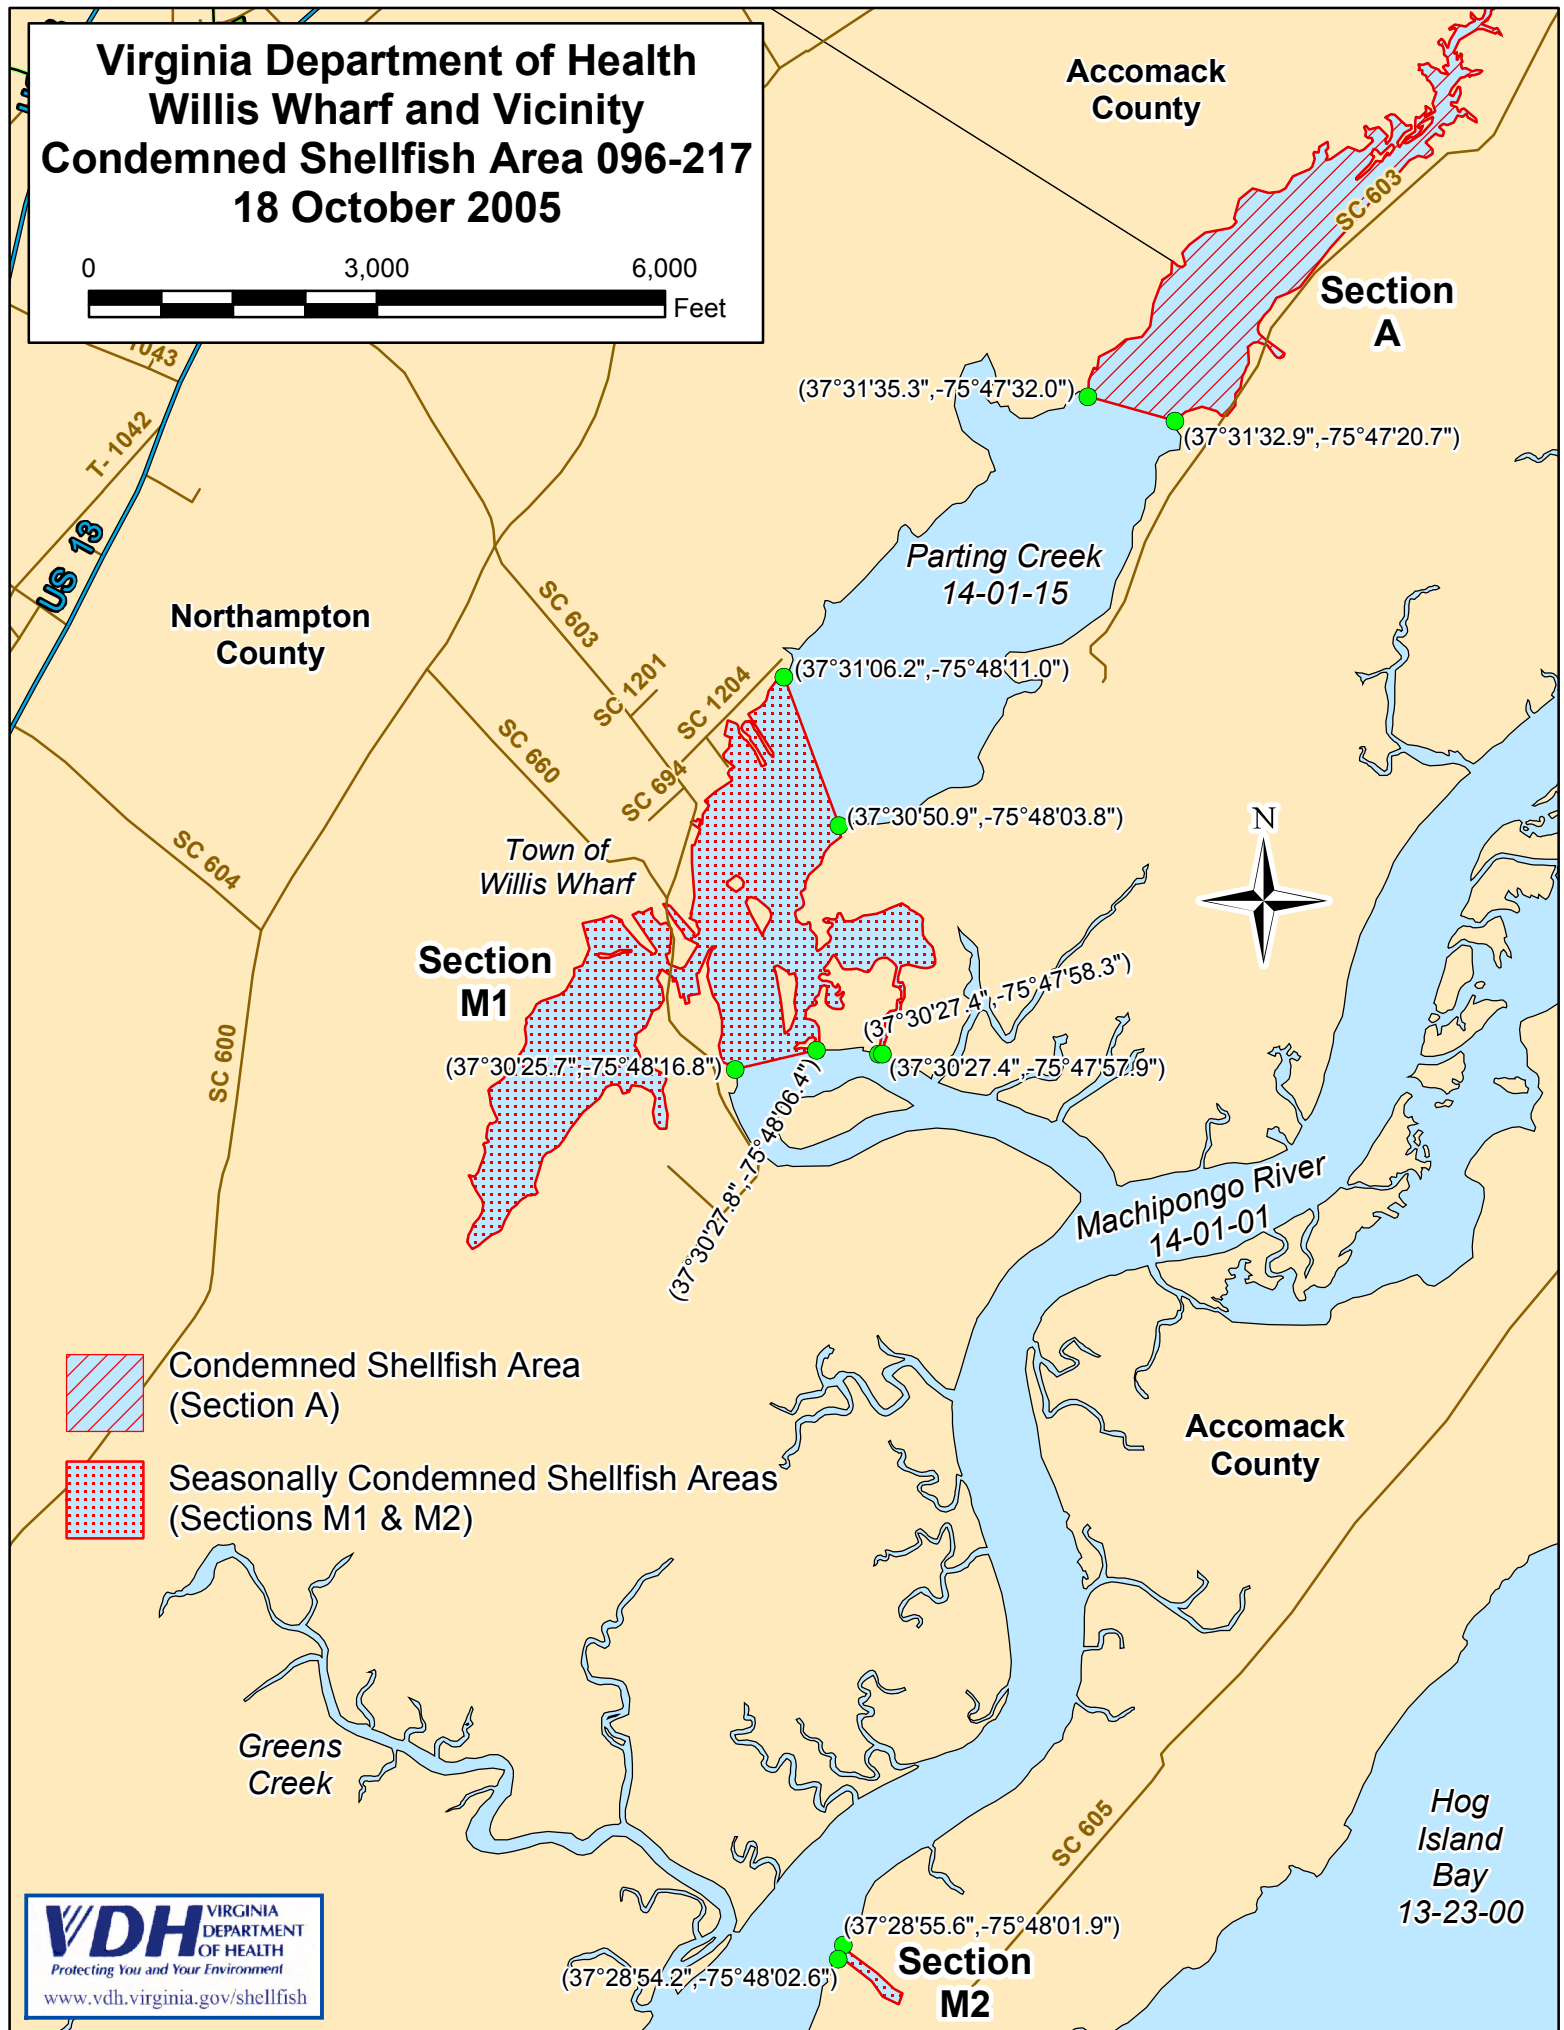 Virginia Department of Health
Willis Wharf and Vicinity
Condemned Shellfish Area 096-217
18 October 2005
0 3,000 6,000
Feet
Accomack
County
SC 603
Section
A
1043
(37°31'35.3",-75°47'32.0")
(37°31'32.9",-75°47'20.7")
T- 1042
US 13
Parting Creek
14-01-15
Northampton
County
SC 603
SC 1201
SC 1204
(37°31'06.2",-75°48'11.0")
SC 660
SC 694
(37°30'50.9",-75°48'03.8")
N
SC 604
Town of
Willis Wharf
Section
M1
(37°30'27.4",-75°47'58.3")
SC 600
(37°30'25.7",-75°48'16.8")
(37°30'27.4",-75°47'57.9")
(37°30'27.8",-75°48'06.4")
Machipongo River
14-01-01
Condemned Shellfish Area
(Section A)
Accomack
County
Seasonally Condemned Shellfish Areas
(Sections M1 & M2)
Greens
Creek
SC 605
Hog
Island
Bay
13-23-00
VDH VIRGINIA
DEPARTMENT
OF HEALTH
Protecting You and Your Environment
www.vdh.virginia.gov/shellfish
(37°28'55.6",-75°48'01.9")
(37°28'54.2",-75°48'02.6")
Section
M2